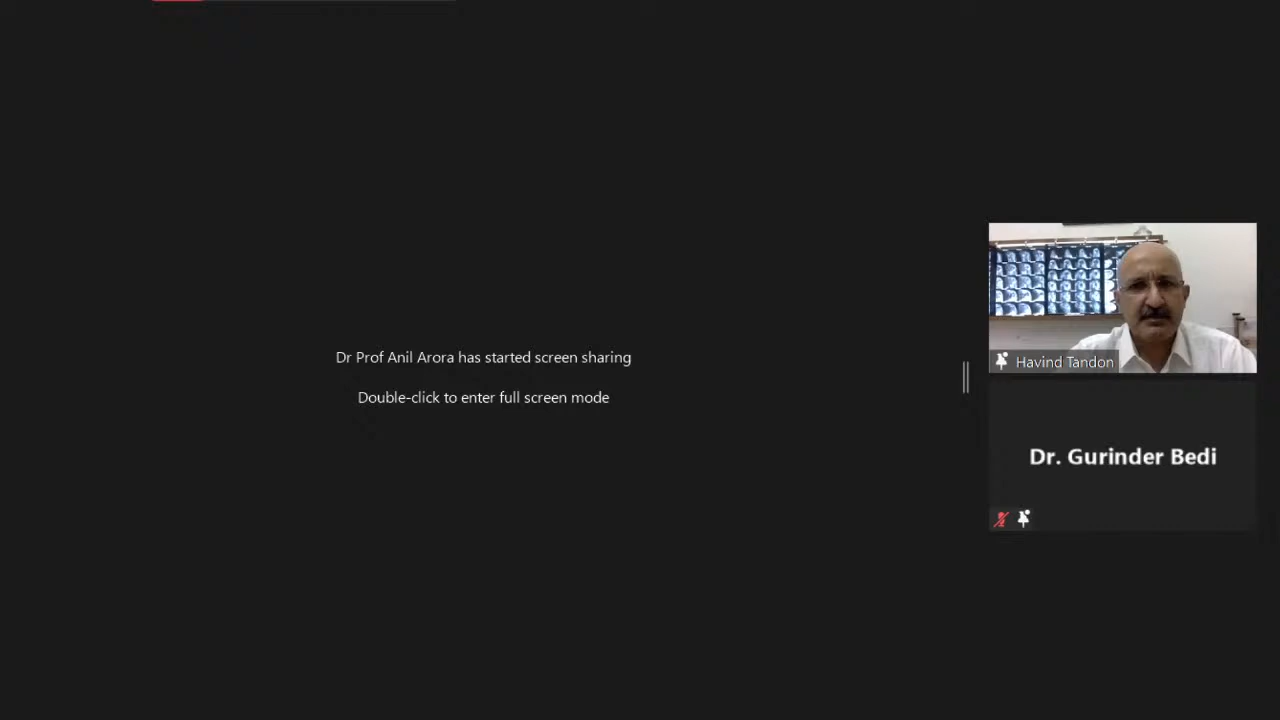 Dr Prof Anil Arora has started screen sharing
Double-click to enter full screen mode
Havind Tandon
Dr. Gurinder Bedi